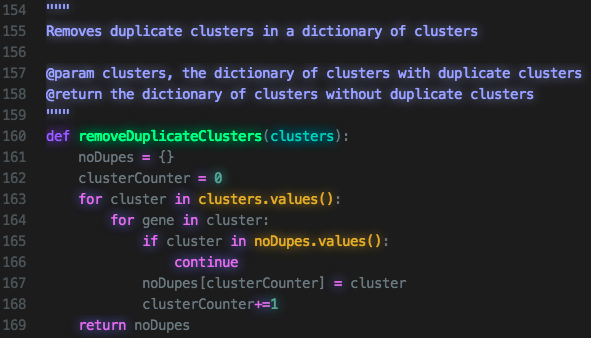 154 """
155 Removes duplicate clusters in a dictionary of clusters
156
157 @param clusters, the dictionary of clusters with duplicate clusters
158 @return the dictionary of clusters without duplicate clusters
159 """
160 def removeDuplicateClusters(clusters):
161     noDupes = {}
162     clusterCounter = 0
163     for cluster in clusters.values():
164         for gene in cluster:
165             if cluster in noDupes.values():
166                 continue
167             noDupes[clusterCounter] = cluster
168             clusterCounter+=1
169     return noDupes